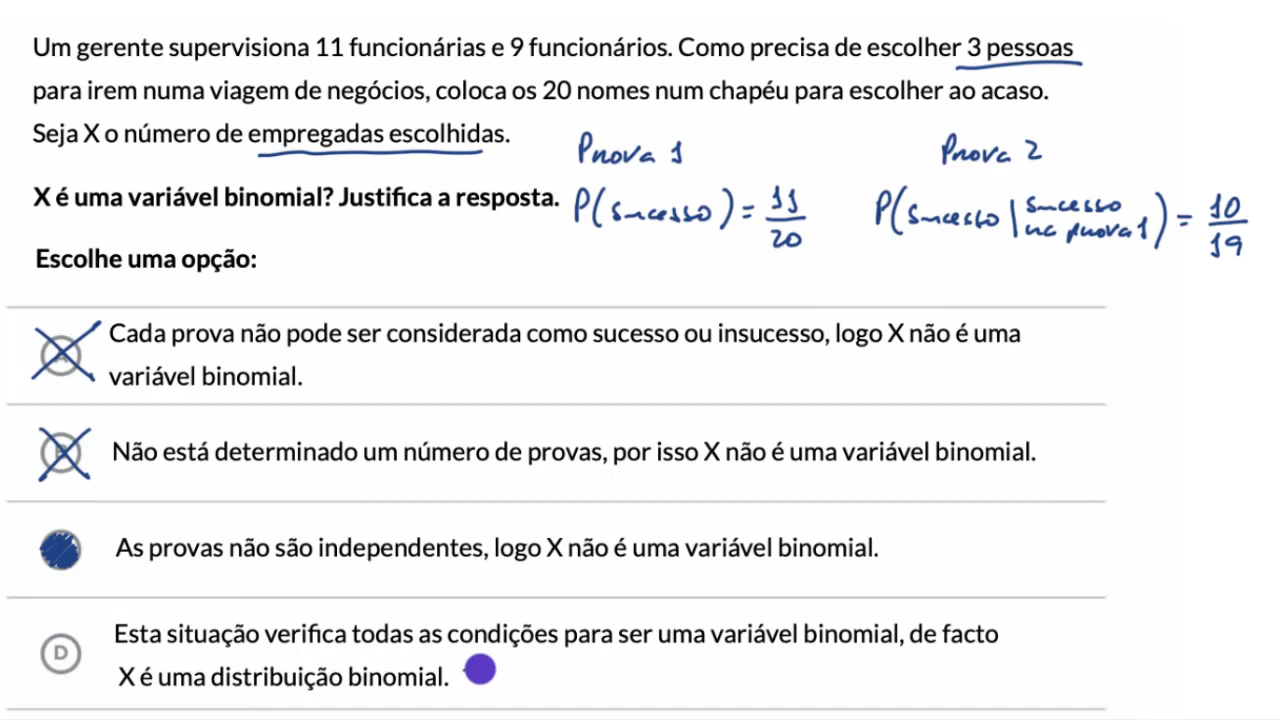 Um gerente supervisiona 11 funcionárias e 9 funcionários. Como precisa de escolher 3 pessoas
para irem numa viagem de negócios, coloca os 20 nomes num chapéu para escolher ao acaso.
Seja X o número de empregadas escolhidas.
Prova 1
Prova 2
X é uma variável binomial? Justifica a resposta.
P(sucesso) = 11/20
P(sucesso | sucesso na prova 1) = 10/19
Escolhe uma opção:
Cada prova não pode ser considerada como sucesso ou insucesso, logo X não é uma
variável binomial.
Não está determinado um número de provas, por isso X não é uma variável binomial.
As provas não são independentes, logo X não é uma variável binomial.
D
Esta situação verifica todas as condições para ser uma variável binomial, de facto
X é uma distribuição binomial.